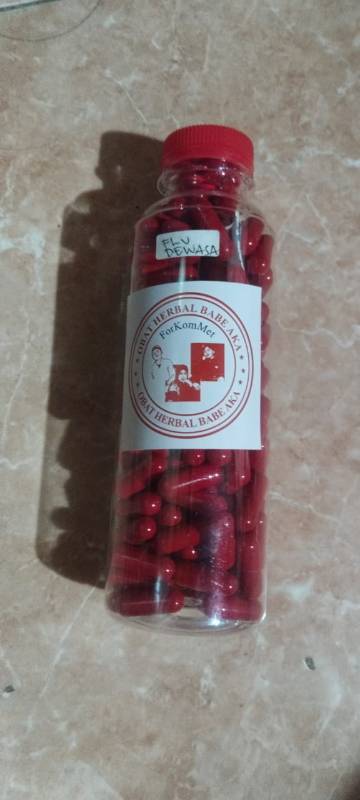 FLU
DEWASA
OBAT HERBAL BABE AKA
ForKomMet
OBAT HERBAL BABE AKA